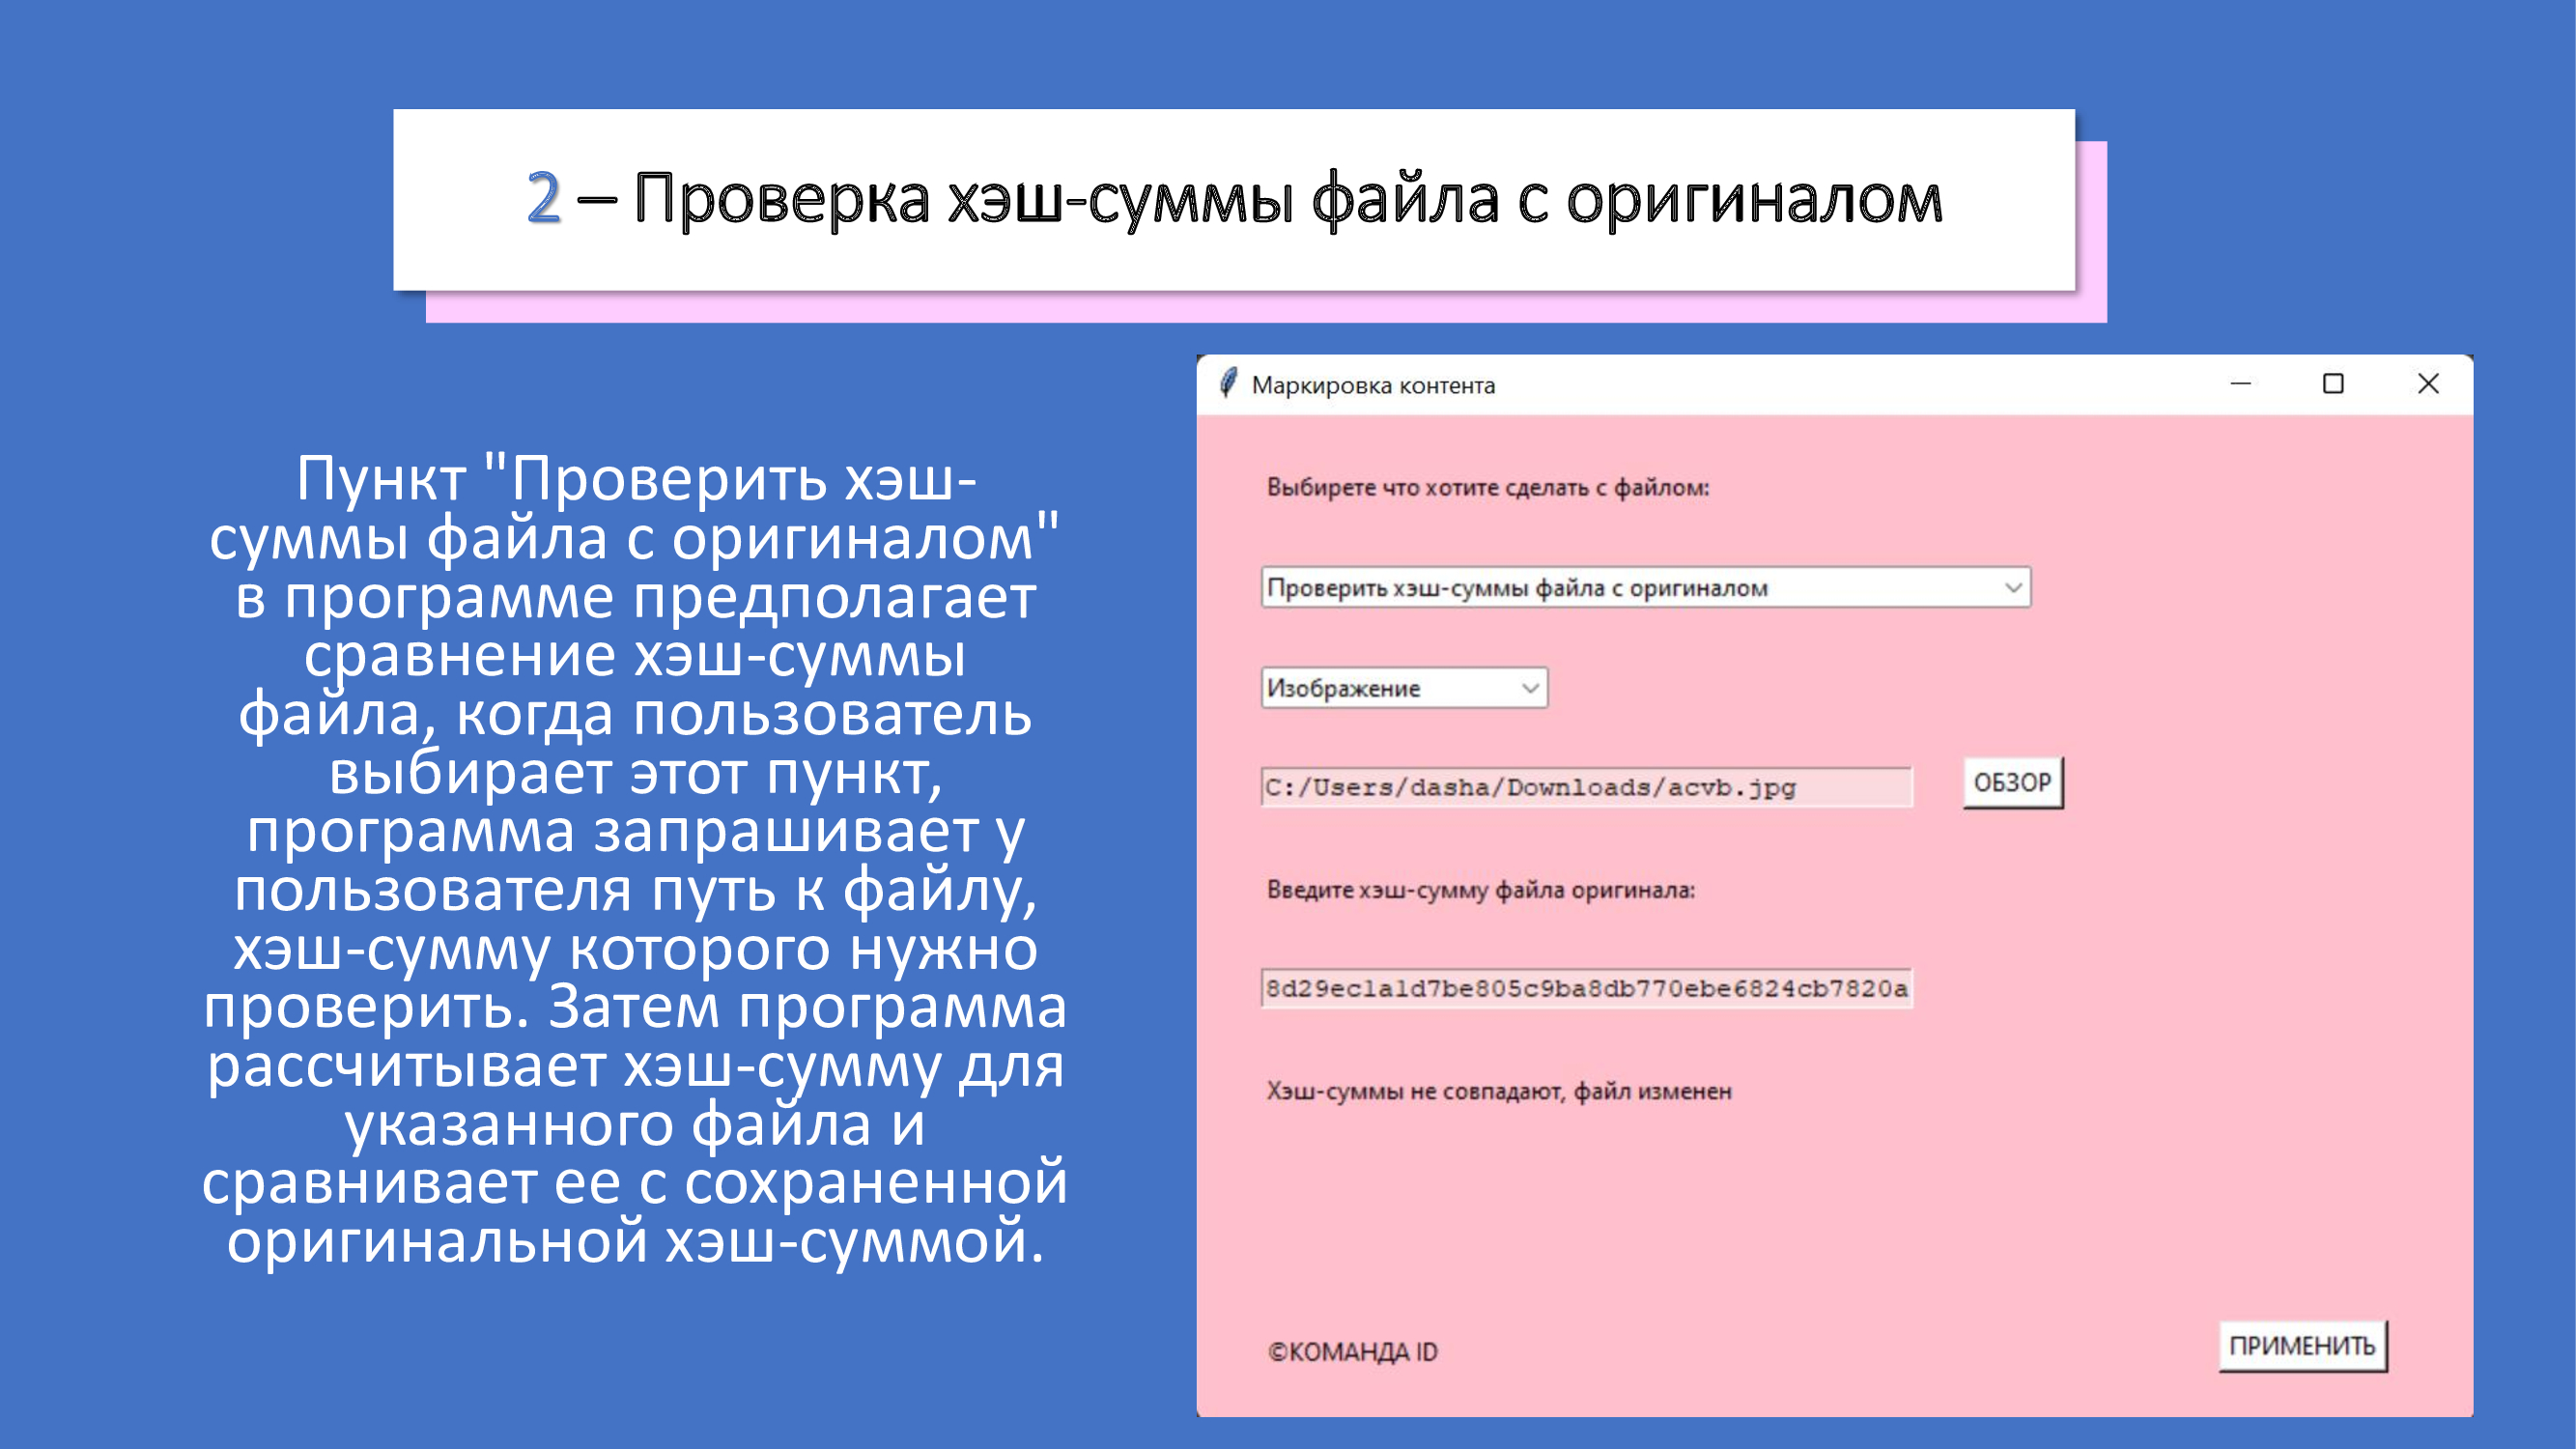 2 – Проверка хэш-суммы файла с оригиналом
Пункт "Проверить хэш-
суммы файла с оригиналом"
в программе предполагает
сравнение хэш-суммы
файла, когда пользователь
выбирает этот пункт,
программа запрашивает у
пользователя путь к файлу,
хэш-сумму которого нужно
проверить. Затем программа
рассчитывает хэш-сумму для
указанного файла и
сравнивает ее с сохраненной
оригинальной хэш-суммой.
Маркировка контента
Выбирете что хотите сделать с файлом:
Проверить хэш-суммы файла с оригиналом
Изображение
C:/Users/dasha/Downloads/acvb.jpg
ОБЗОР
Введите хэш-сумму файла оригинала:
8d29ec1a1d7be805c9ba8db770ebe6824cb7820a
Хэш-суммы не совпадают, файл изменен
©КОМАНДА ID
ПРИМЕНИТЬ